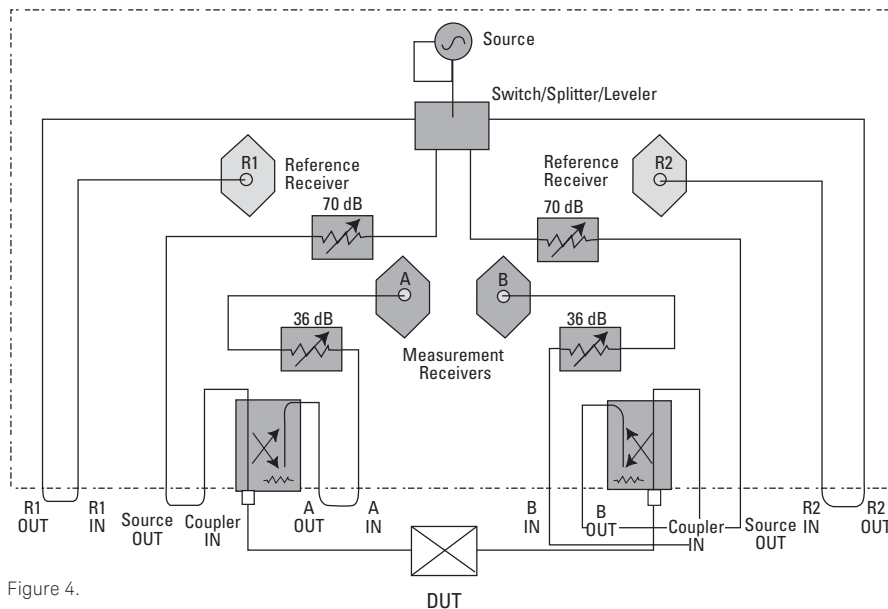 Source
Switch/Splitter/Leveler
R1
Reference
Receiver
70 dB
Reference
Receiver
R2
70 dB
A
B
36 dB
36 dB
Measurement
Receivers
R1
OUT
R1
IN
Source
OUT
Coupler
IN
A
OUT
A
IN
B
IN
B
OUT
Coupler
IN
Source
OUT
R2
IN
R2
OUT
DUT
Figure 4.